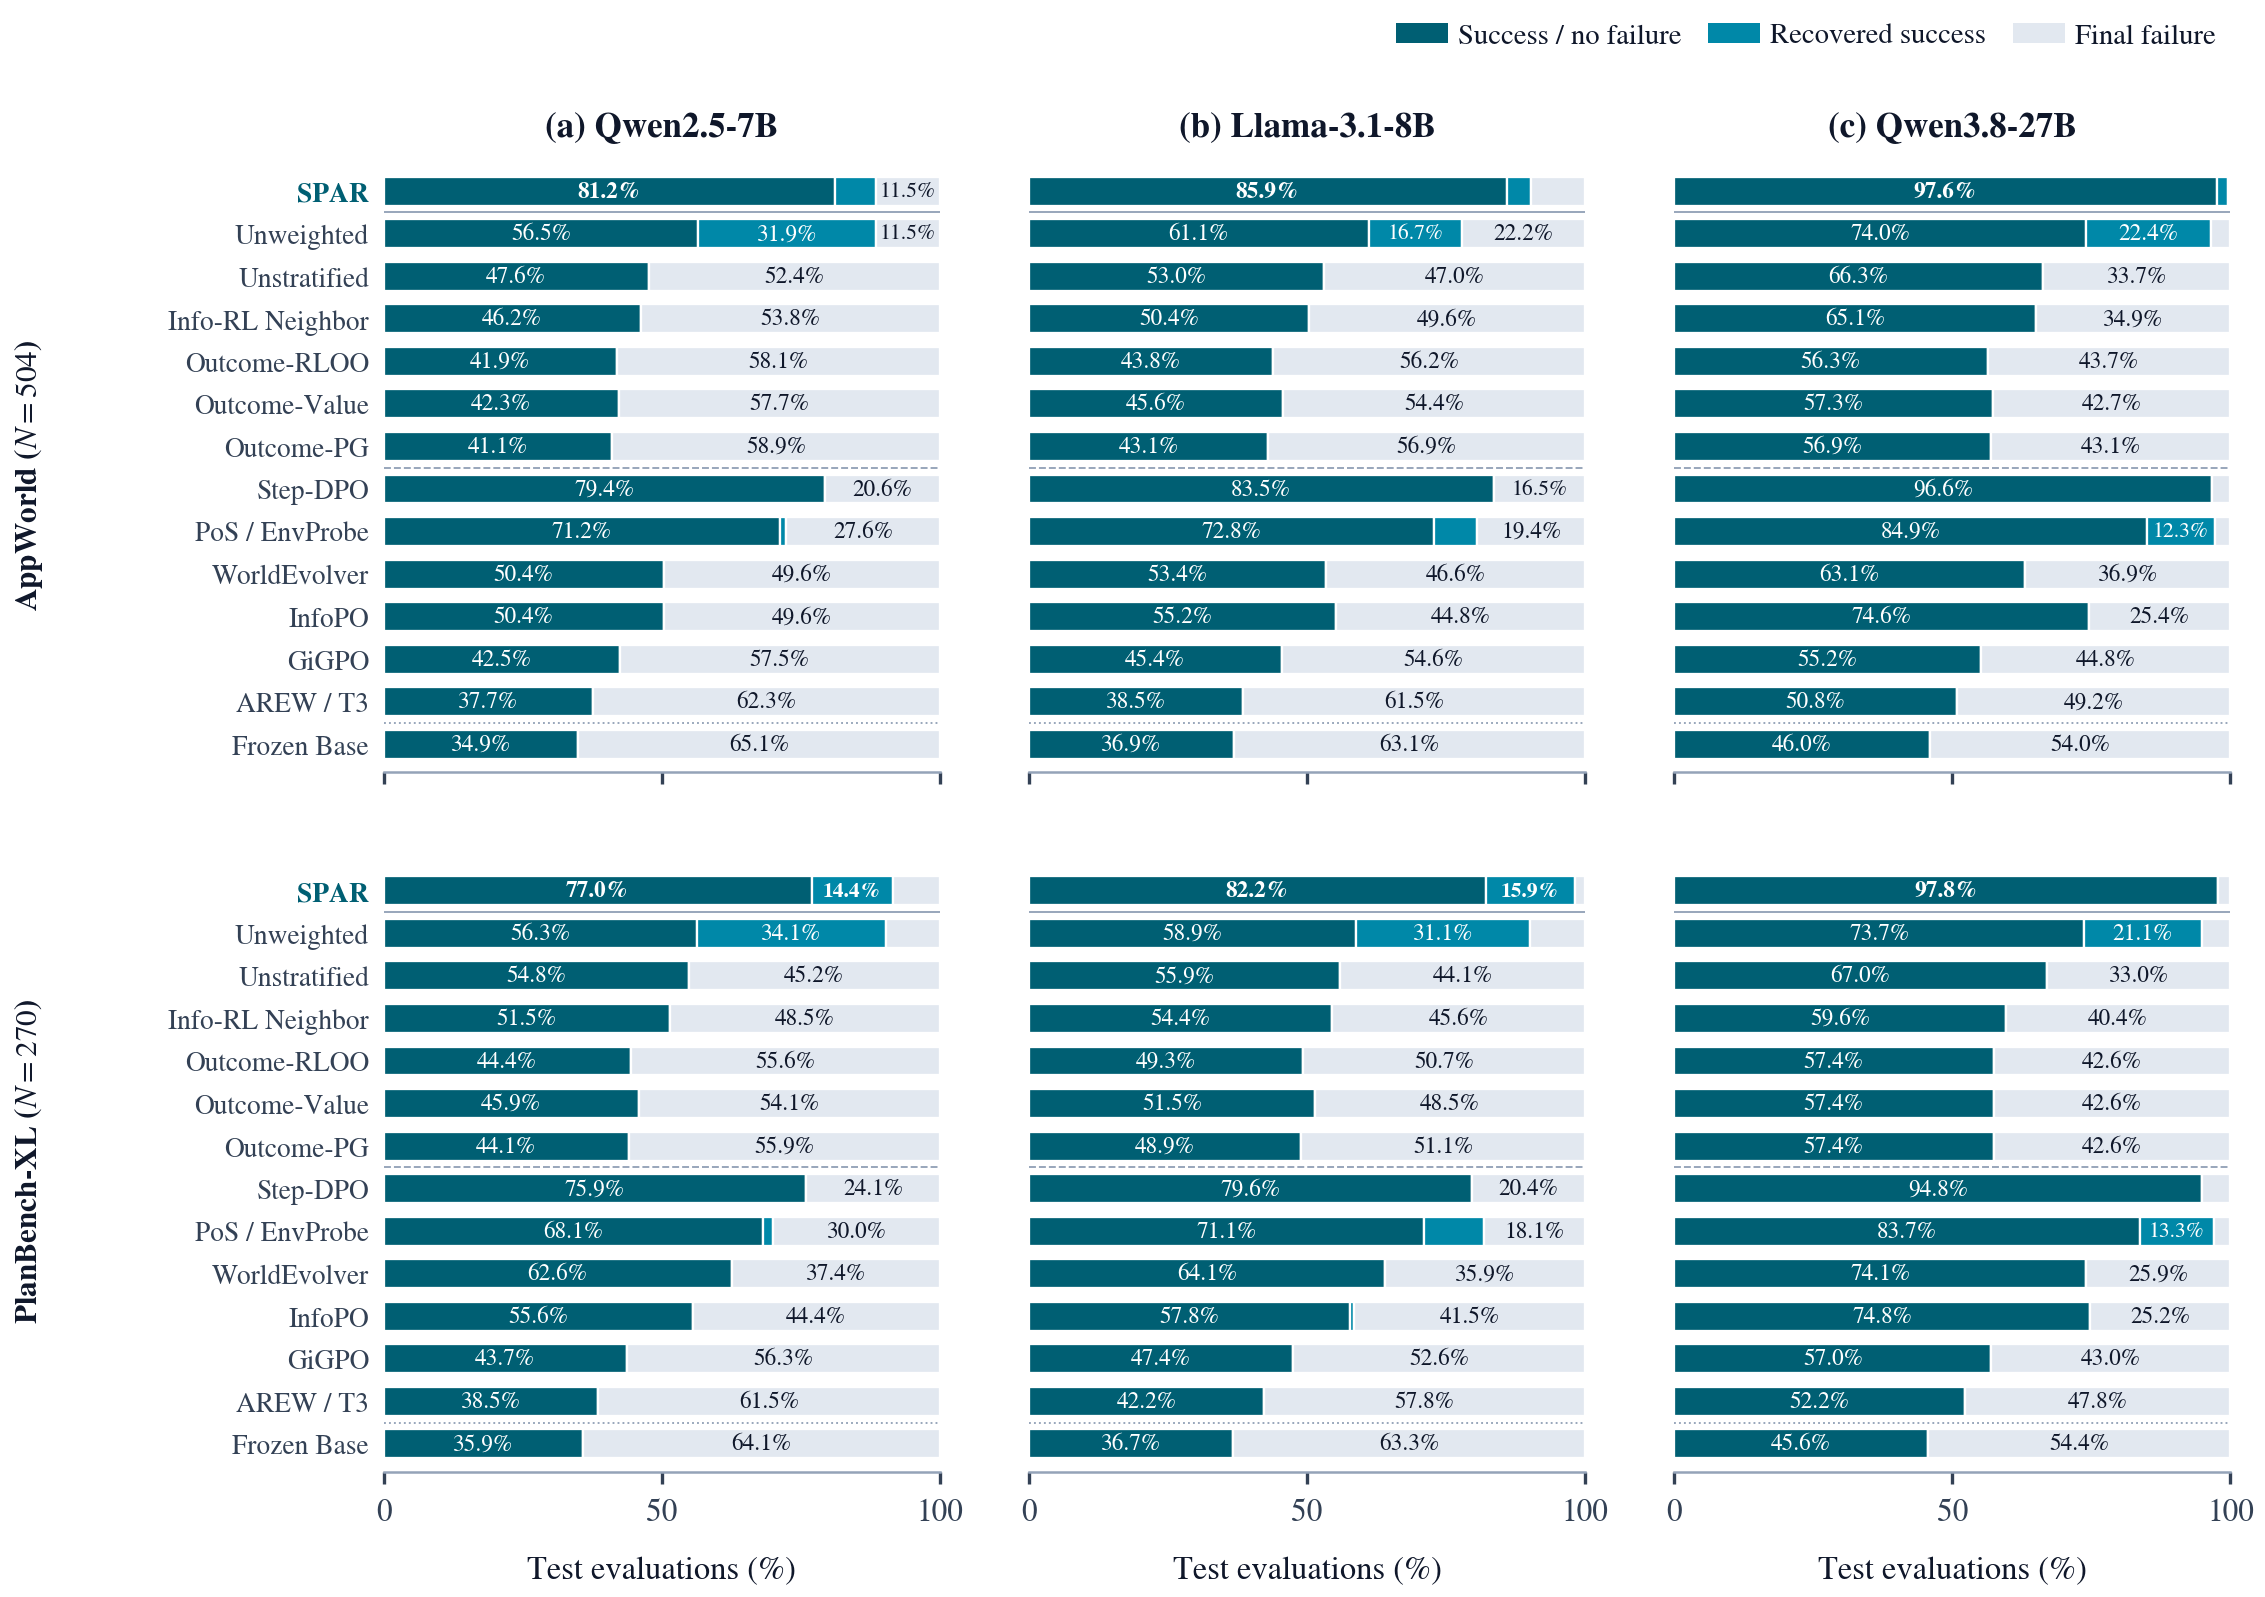 Success / no failure Recovered success Final failure
(a) Qwen2.5-7B (b) Llama-3.1-8B (c) Qwen3.8-27B
AppWorld (N = 504)
SPAR 81.2% 11.5% 85.9% 97.6%
Unweighted 56.5% 31.9% 11.5% 61.1% 16.7% 22.2% 74.0% 22.4%
Unstratified 47.6% 52.4% 53.0% 47.0% 66.3% 33.7%
Info-RL Neighbor 46.2% 53.8% 50.4% 49.6% 65.1% 34.9%
Outcome-RLOO 41.9% 58.1% 43.8% 56.2% 56.3% 43.7%
Outcome-Value 42.3% 57.7% 45.6% 54.4% 57.3% 42.7%
Outcome-PG 41.1% 58.9% 43.1% 56.9% 56.9% 43.1%
Step-DPO 79.4% 20.6% 83.5% 16.5% 96.6%
PoS / EnvProbe 71.2% 27.6% 72.8% 19.4% 84.9% 12.3%
WorldEvolver 50.4% 49.6% 53.4% 46.6% 63.1% 36.9%
InfoPO 50.4% 49.6% 55.2% 44.8% 74.6% 25.4%
GiGPO 42.5% 57.5% 45.4% 54.6% 55.2% 44.8%
AREW / T3 37.7% 62.3% 38.5% 61.5% 50.8% 49.2%
Frozen Base 34.9% 65.1% 36.9% 63.1% 46.0% 54.0%
PlanBench-XL (N = 270)
SPAR 77.0% 14.4% 82.2% 15.9% 97.8%
Unweighted 56.3% 34.1% 58.9% 31.1% 73.7% 21.1%
Unstratified 54.8% 45.2% 55.9% 44.1% 67.0% 33.0%
Info-RL Neighbor 51.5% 48.5% 54.4% 45.6% 59.6% 40.4%
Outcome-RLOO 44.4% 55.6% 49.3% 50.7% 57.4% 42.6%
Outcome-Value 45.9% 54.1% 51.5% 48.5% 57.4% 42.6%
Outcome-PG 44.1% 55.9% 48.9% 51.1% 57.4% 42.6%
Step-DPO 75.9% 24.1% 79.6% 20.4% 94.8%
PoS / EnvProbe 68.1% 30.0% 71.1% 18.1% 83.7% 13.3%
WorldEvolver 62.6% 37.4% 64.1% 35.9% 74.1% 25.9%
InfoPO 55.6% 44.4% 57.8% 41.5% 74.8% 25.2%
GiGPO 43.7% 56.3% 47.4% 52.6% 57.0% 43.0%
AREW / T3 38.5% 61.5% 42.2% 57.8% 52.2% 47.8%
Frozen Base 35.9% 64.1% 36.7% 63.3% 45.6% 54.4%
0 50 100 0 50 100 0 50 100
Test evaluations (%) Test evaluations (%) Test evaluations (%)